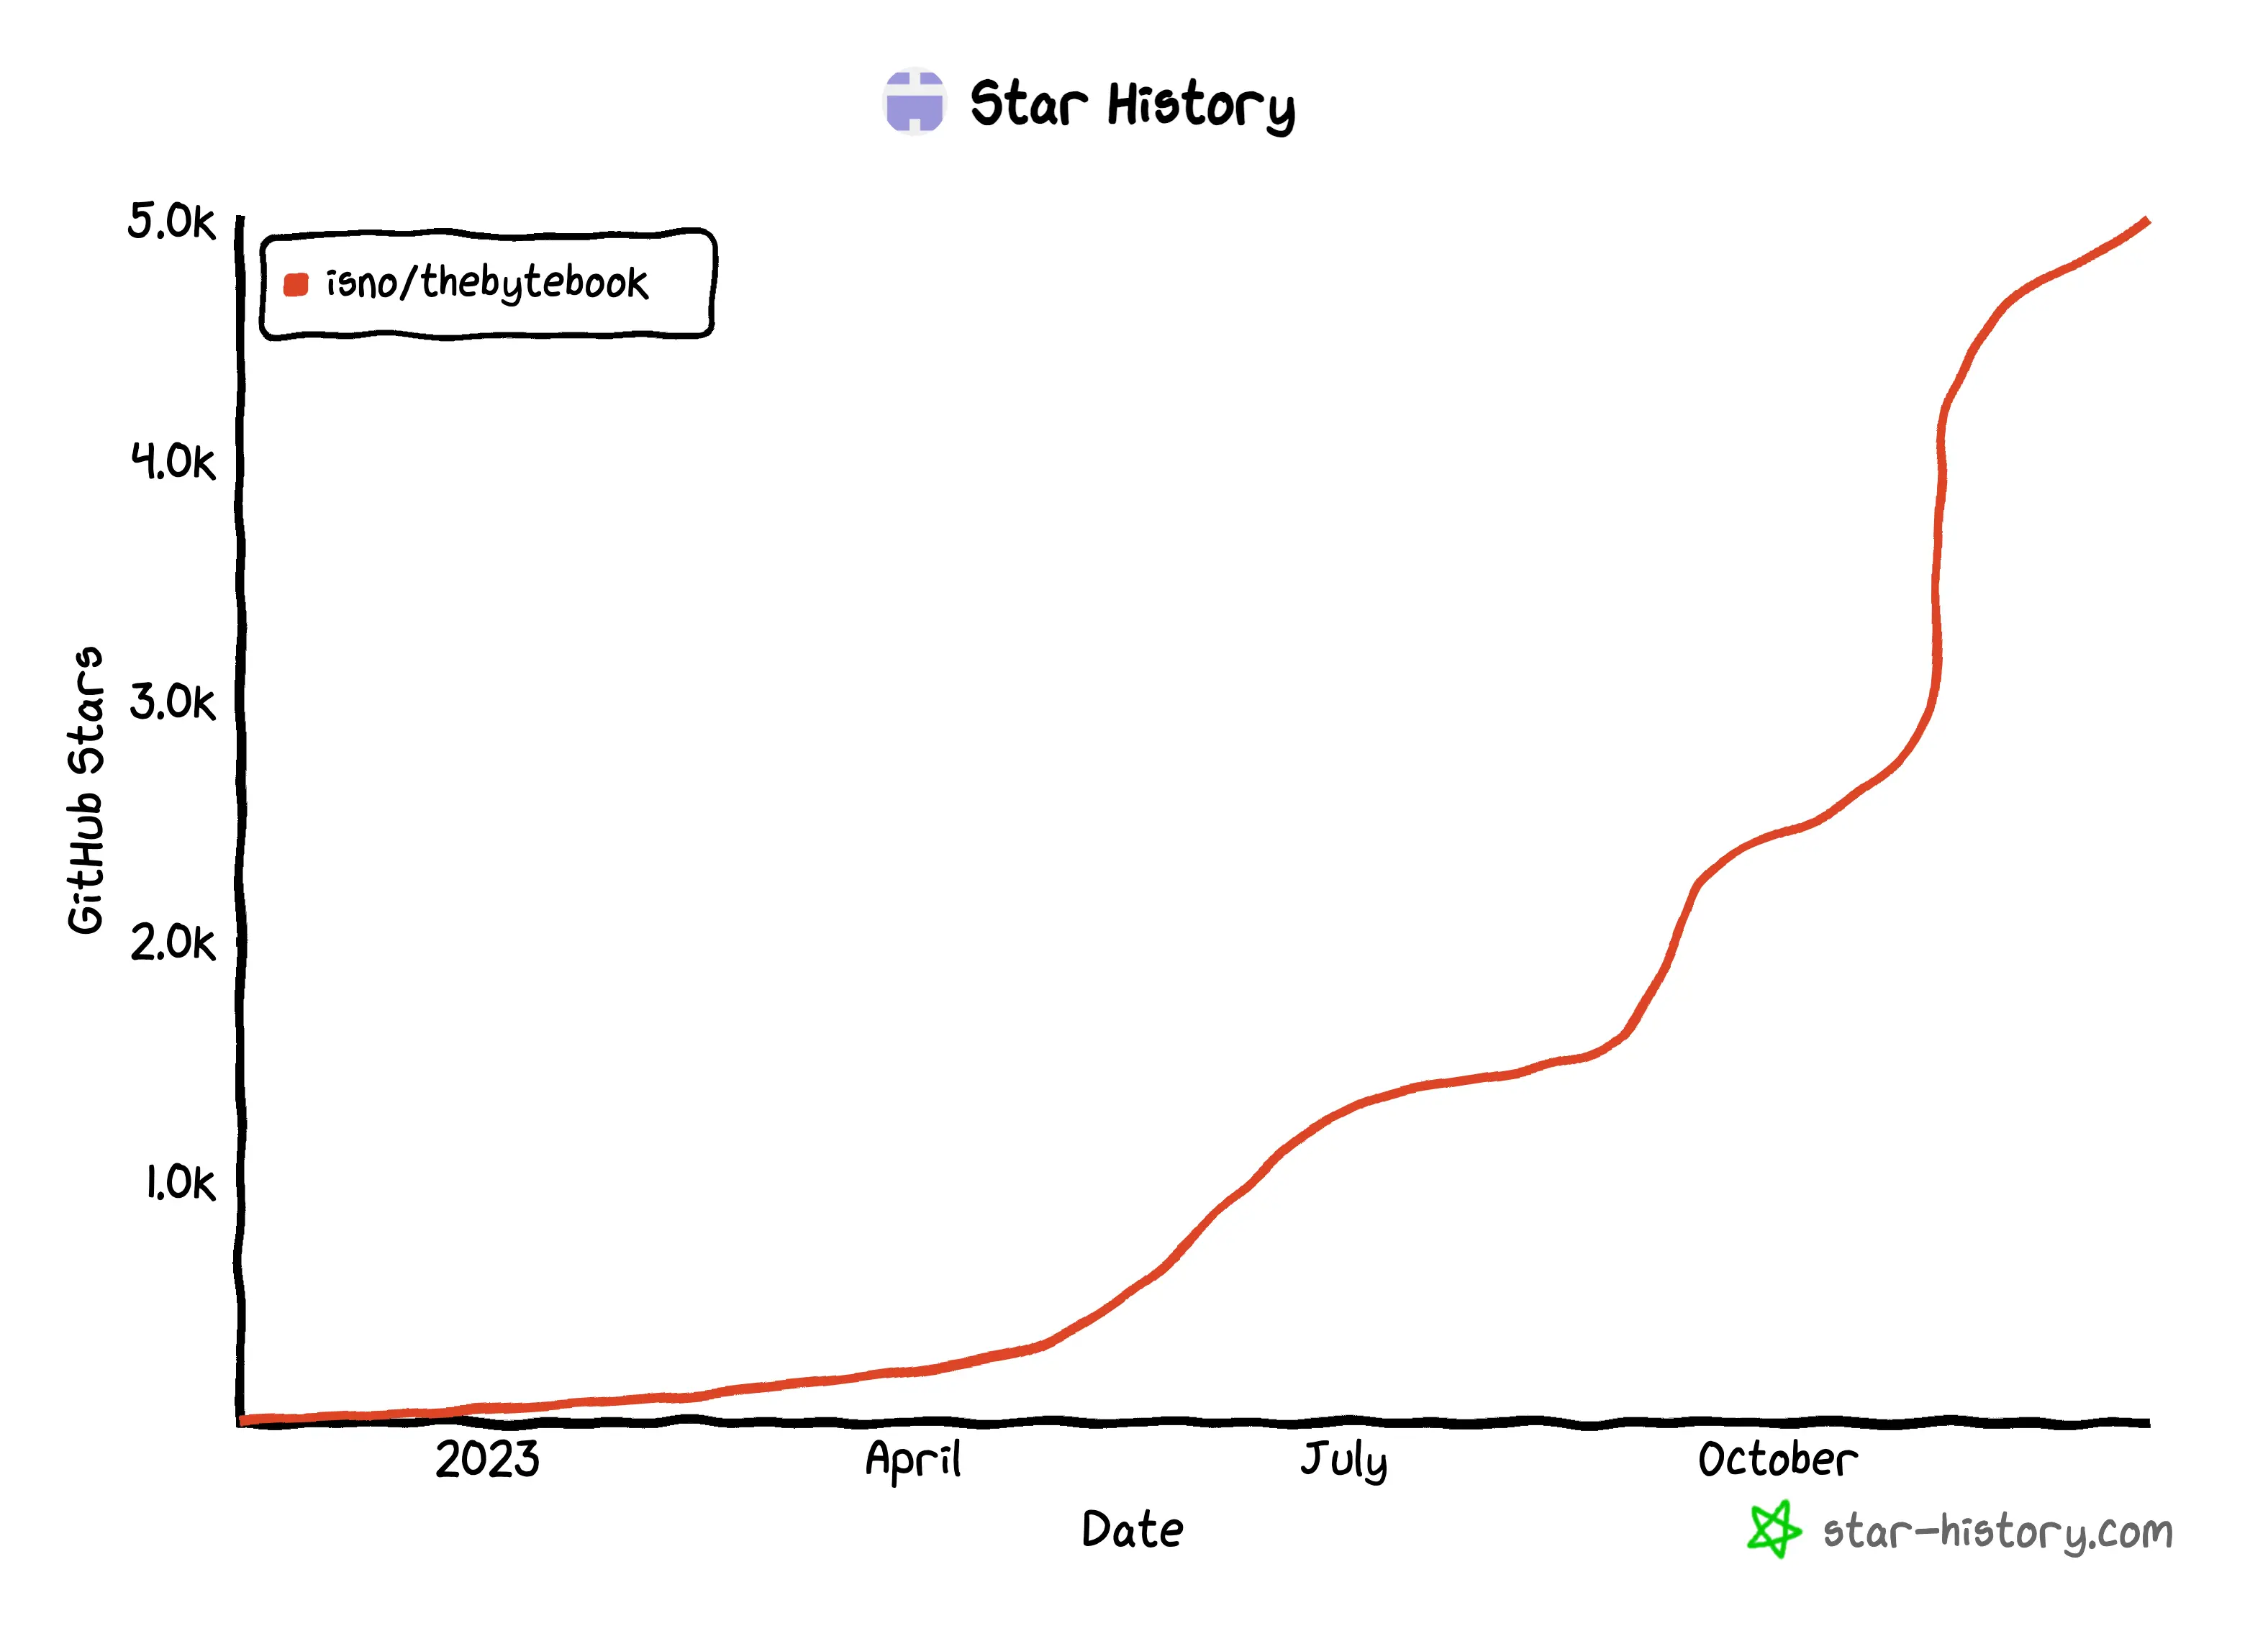 Star History
isno/thebytebook
5.0k
4.0k
3.0k
2.0k
1.0k
GitHub Stars
2023
April
July
October
Date
star-history.com